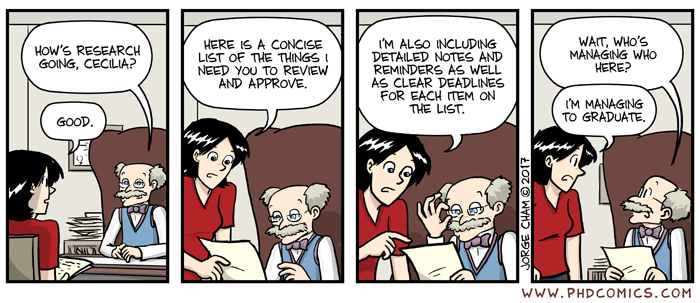 HOW'S RESEARCH
GOING, CECILIA?
GOOD.
HERE IS A CONCISE
LIST OF THE THINGS I
NEED YOU TO REVIEW
AND APPROVE.
I'M ALSO INCLUDING
DETAILED NOTES AND
REMINDERS AS WELL
AS CLEAR DEADLINES
FOR EACH ITEM ON
THE LIST.
WAIT, WHO'S
MANAGING WHO
HERE?
I'M MANAGING
TO GRADUATE.
JORGE CHAM © 2017
WWW.PHDCOMICS.COM